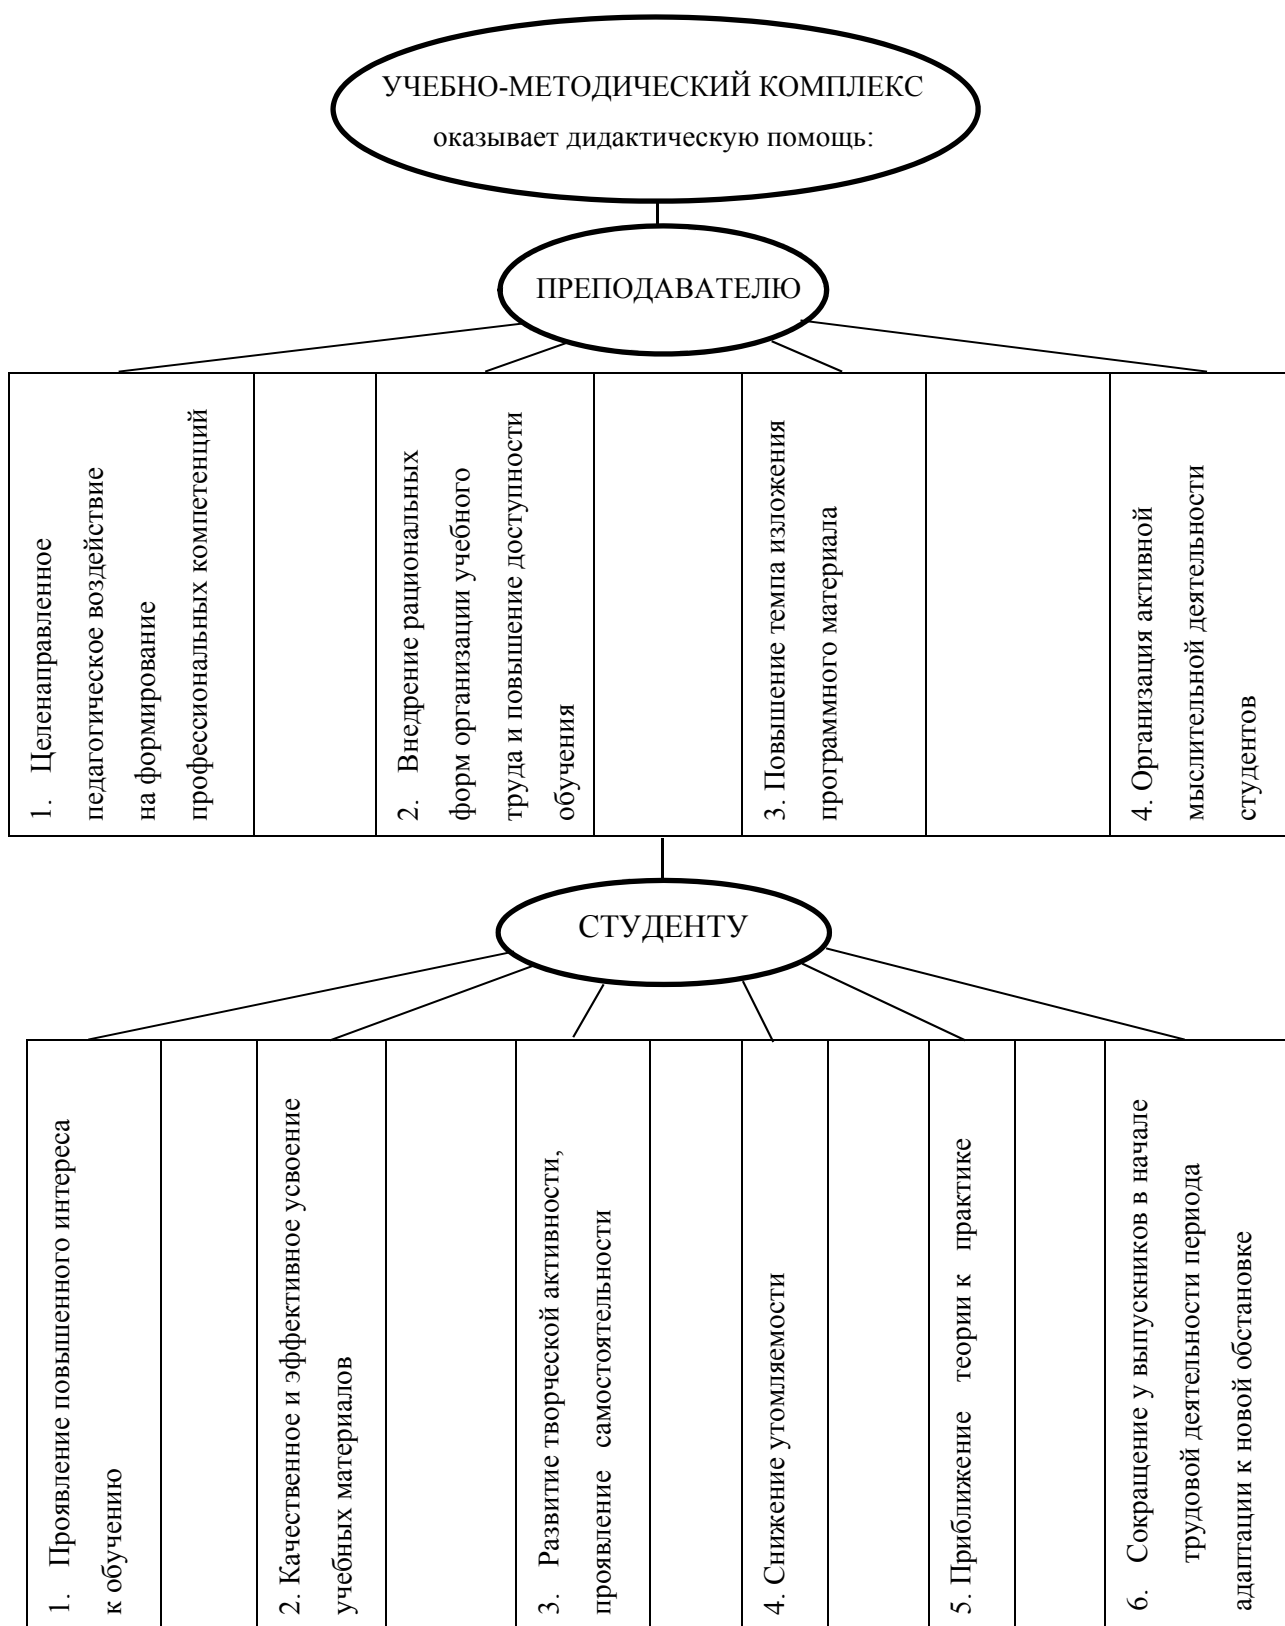 УЧЕБНО-МЕТОДИЧЕСКИЙ КОМПЛЕКС
оказывает дидактическую помощь:
ПРЕПОДАВАТЕЛЮ
1. Целенаправленное
педагогическое воздействие
на формирование
профессиональных компетенций
2. Внедрение рациональных
форм организации учебного
труда и повышение доступности
обучения
3. Повышение темпа изложения
программного материала
4. Организация активной
мыслительной деятельности
студентов
СТУДЕНТУ
1. Проявление повышенного интереса
к обучению
2. Качественное и эффективное усвоение
учебных материалов
3. Развитие творческой активности,
проявление самостоятельности
4. Снижение утомляемости
5. Приближение теории к практике
6. Сокращение у выпускников в начале
трудовой деятельности периода
адаптации к новой обстановке